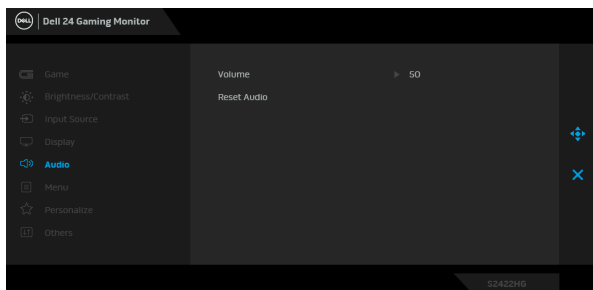 DELL Dell 24 Gaming Monitor
Game
Brightness/Contrast
Input Source
Display
Audio
Menu
Personalize
Others
Volume 50
Reset Audio
S2422HG